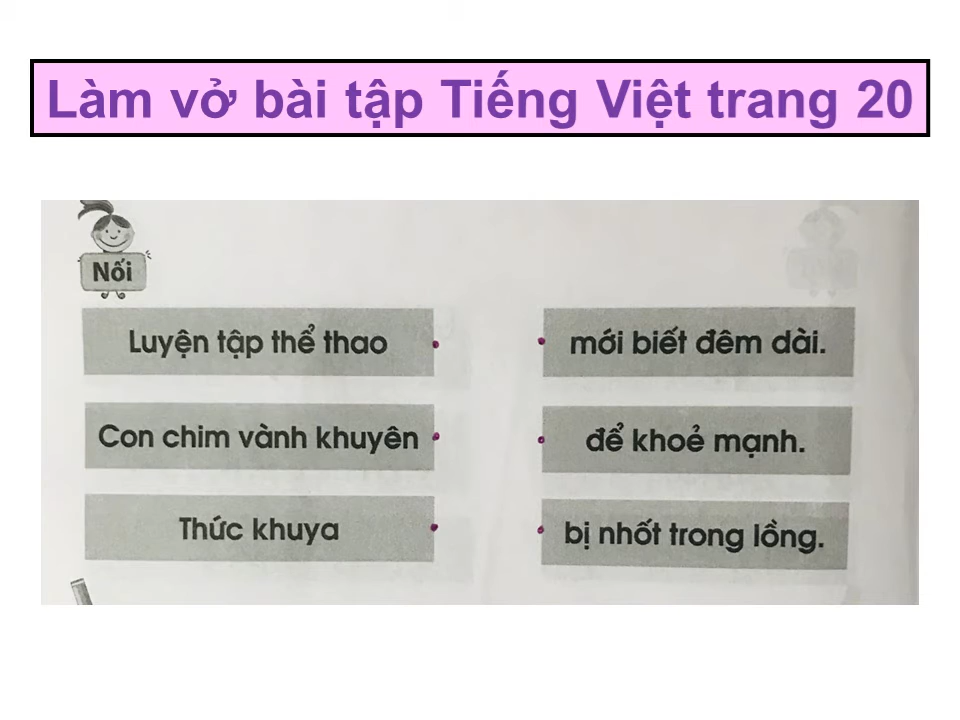 Làm vở bài tập Tiếng Việt trang 20
Nối
Luyện tập thể thao
mới biết đêm dài.
Con chim vành khuyên
để khoẻ mạnh.
Thức khuya
bị nhốt trong lồng.